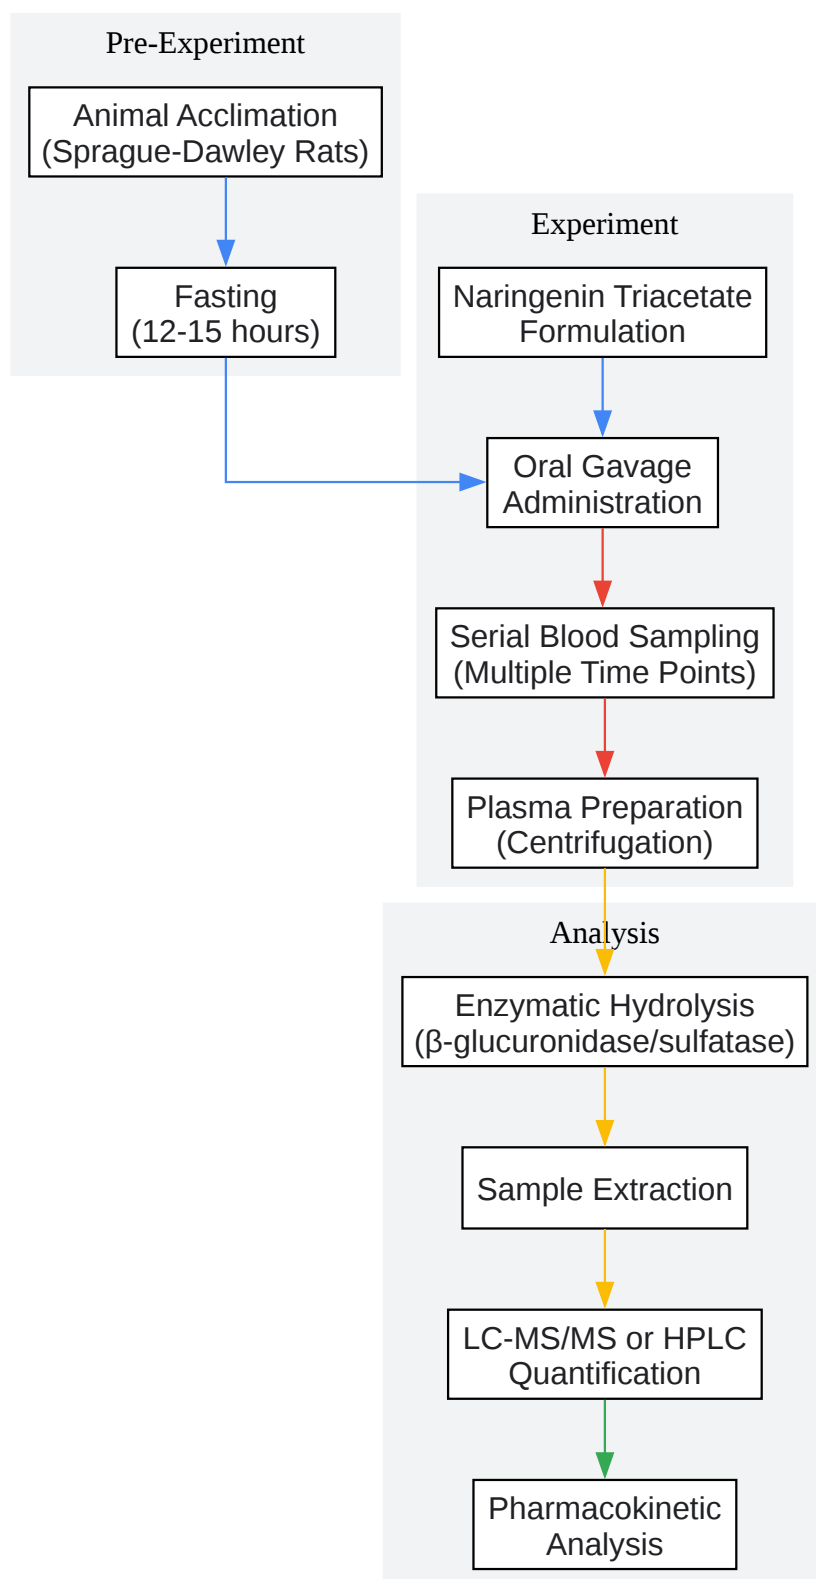 Pre-Experiment
Animal Acclimation
(Sprague-Dawley Rats)
Fasting
(12-15 hours)
Experiment
Naringenin Triacetate
Formulation
Oral Gavage
Administration
Serial Blood Sampling
(Multiple Time Points)
Plasma Preparation
(Centrifugation)
Analysis
Enzymatic Hydrolysis
(β-glucuronidase/sulfatase)
Sample Extraction
LC-MS/MS or HPLC
Quantification
Pharmacokinetic
Analysis